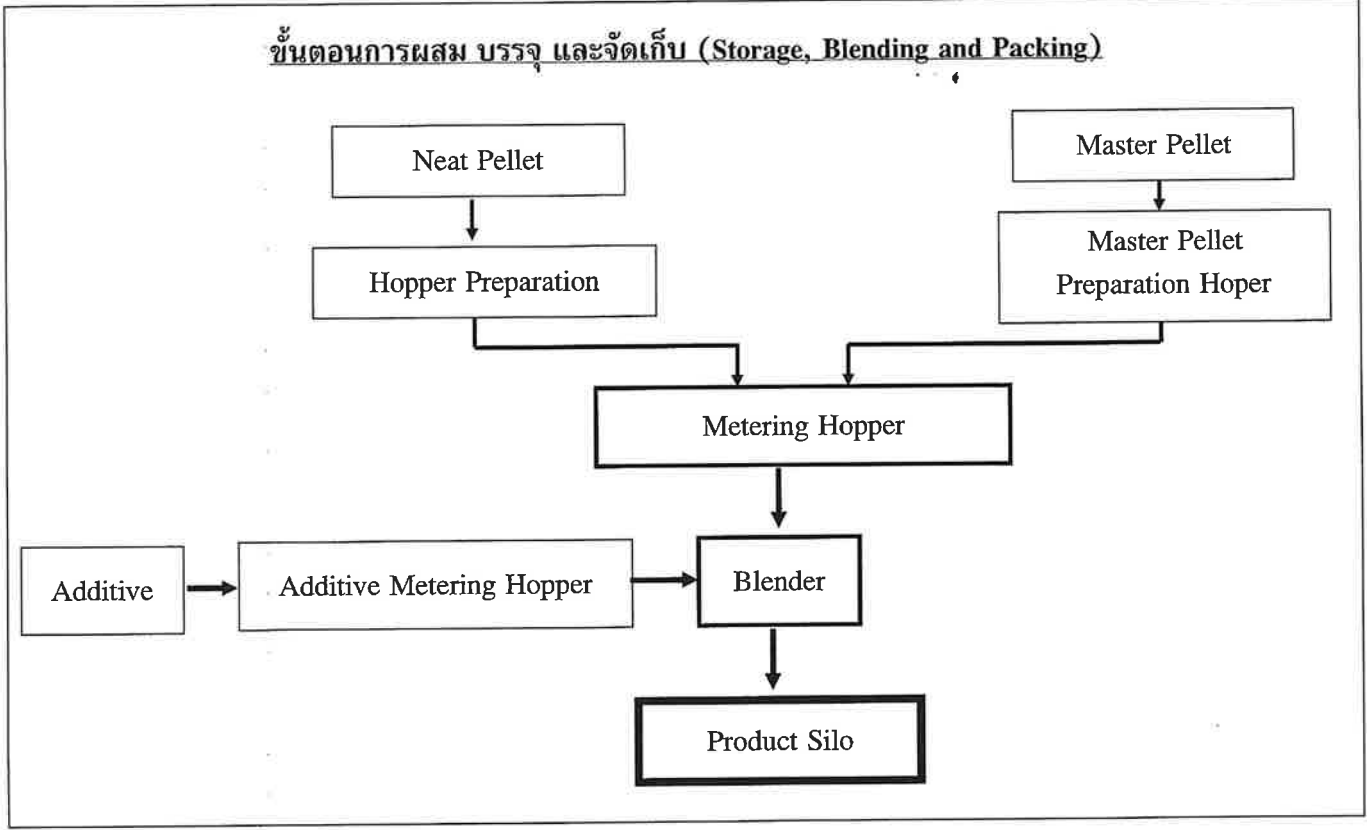 ขั้นตอนการผสม บรรจุ และจัดเก็บ (Storage, Blending and Packing)
Neat Pellet
Master Pellet
Hopper Preparation
Master Pellet
Preparation Hoper
Metering Hopper
Additive
Additive Metering Hopper
Blender
Product Silo